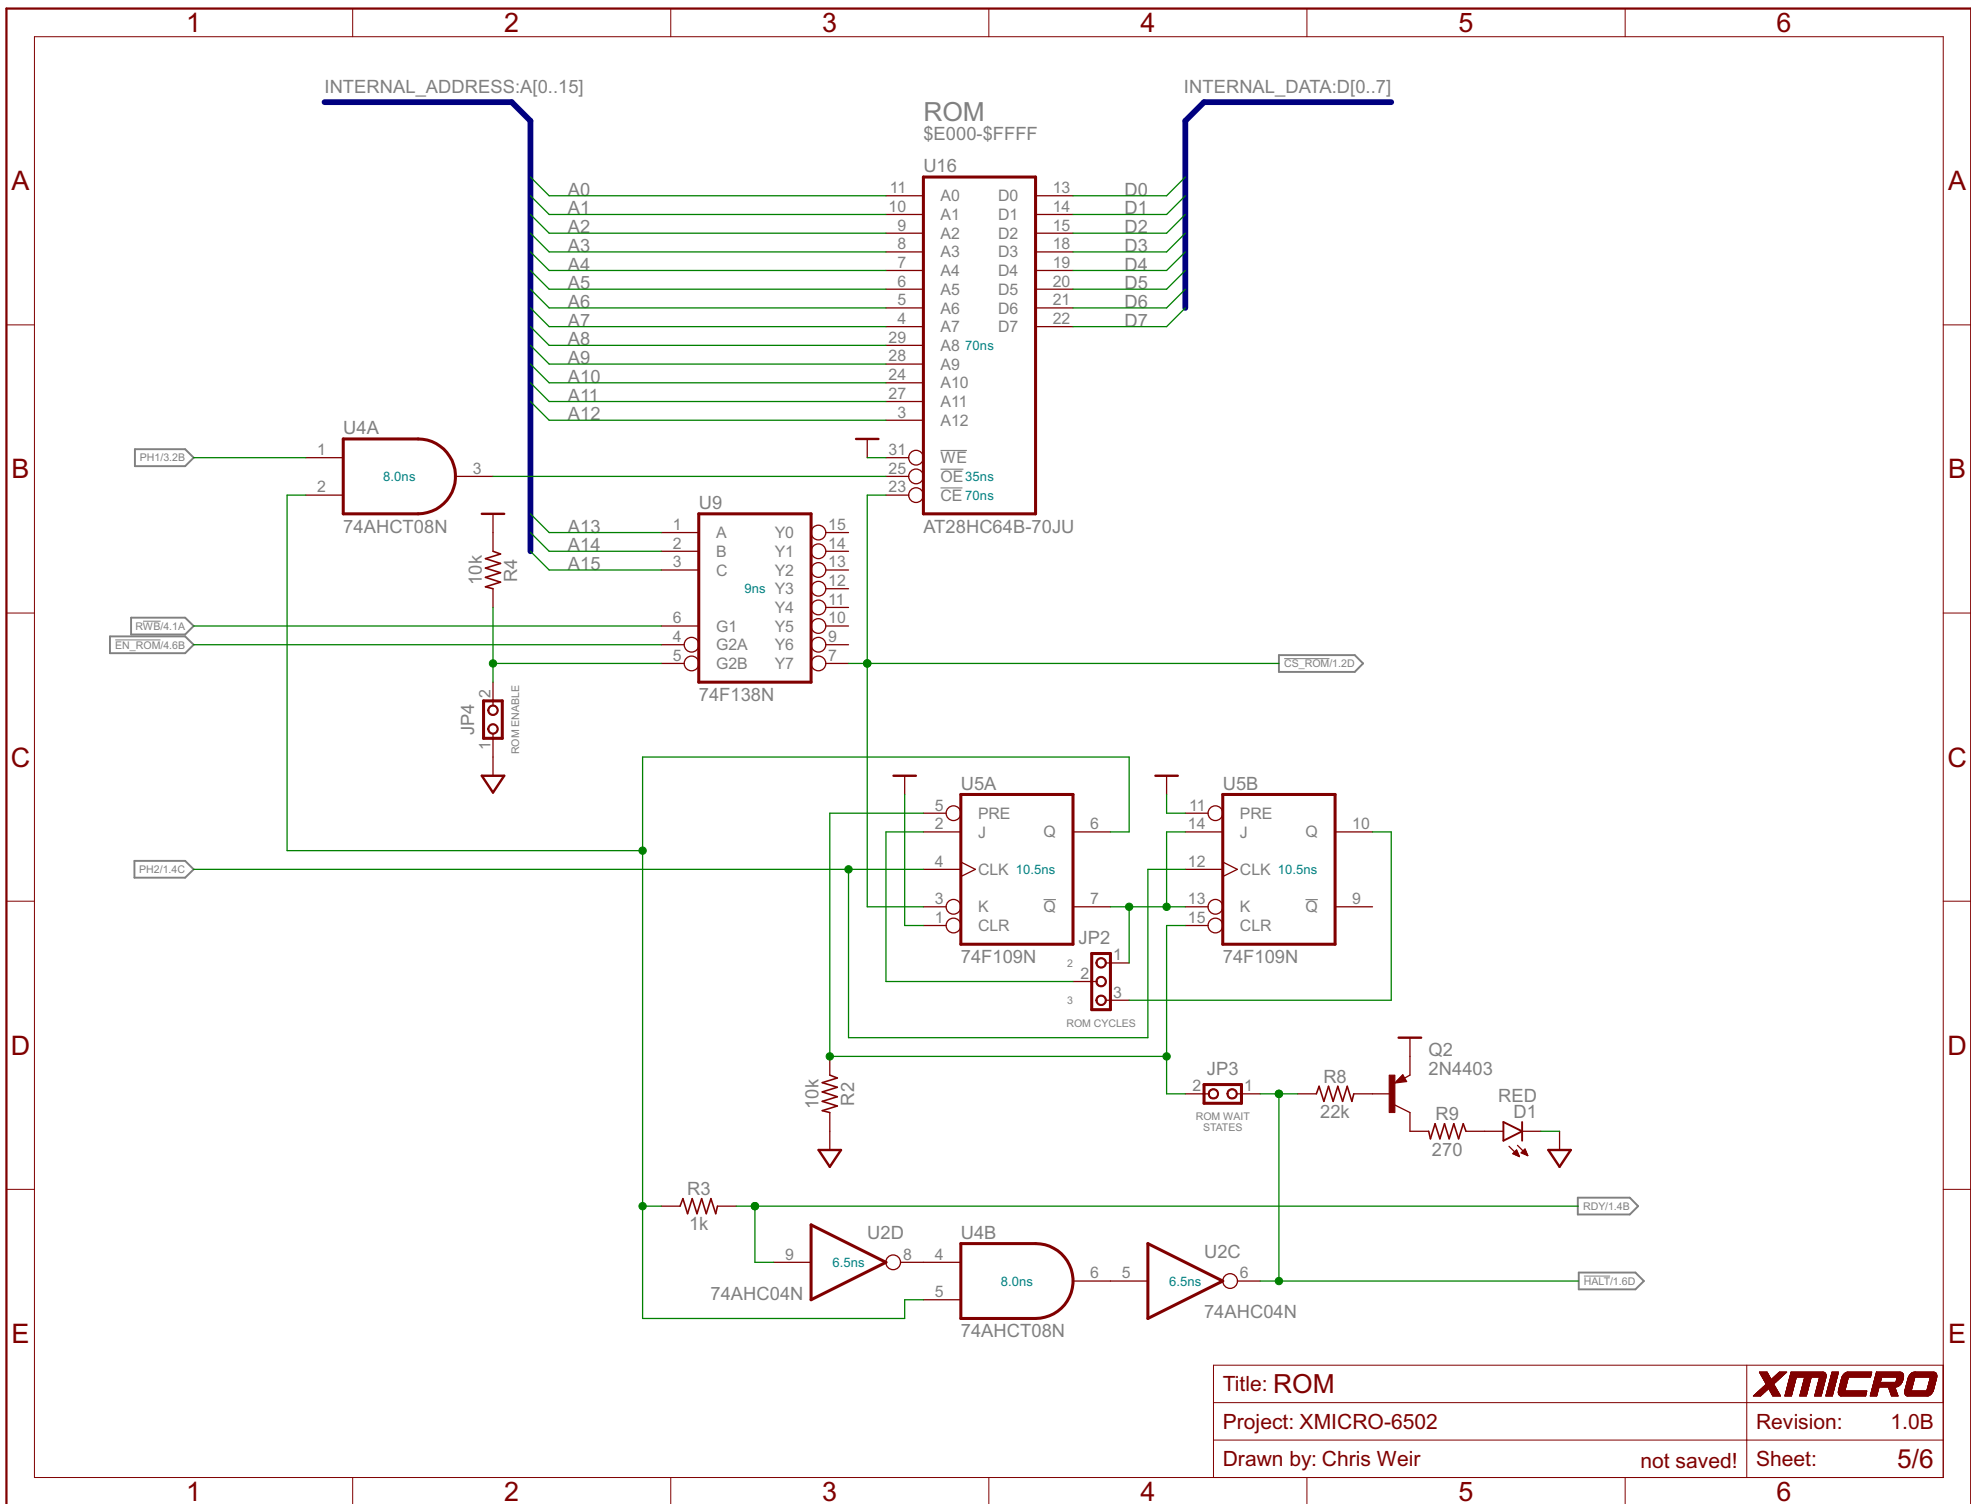 1 2 3 4 5 6
INTERNAL_ADDRESS:A[0..15]
INTERNAL_DATA:D[0..7]
ROM
$E000-$FFFF
U16
A A
A0 11 A0 D0 13 D0
A1 10 A1 D1 14 D1
A2 9 A2 D2 15 D2
A3 8 A3 D3 18 D3
A4 7 A4 D4 19 D4
A5 6 A5 D5 20 D5
A6 5 A6 D6 21 D6
A7 4 A7 D7 22 D7
A8 29 A8 70ns
A9 28 A9
A10 24 A10
A11 27 A11
A12 3 A12
U4A
PH1/3.2B 1
31 WE
B B
8.0ns 3 25 OE 35ns
2 23 CE 70ns
74AHCT08N
AT28HC64B-70JU
U9
A13 1 A Y0 15
A14 2 B Y1 14
A15 3 C Y2 13
10k R4
9ns Y3 12
Y4 11
RWB/4.1A 6 G1 Y5 10
EN_ROM/4.6B 4 G2A Y6 9
5 G2B Y7 7 CS_ROM/1.2D
74F138N
JP4 2 1 ROM ENABLE
C C
U5A U5B
5 PRE 11 PRE
2 J Q 6 14 J Q 10
PH2/1.4C 4 CLK 10.5ns 12 CLK 10.5ns
3 K Q 7 13 K Q 9
1 CLR 15 CLR
74F109N 74F109N
JP2
2 1
2
3 3
ROM CYCLES
D D
10k R2
JP3
2 1
ROM WAIT
STATES
R8
22k
Q2
2N4403
R9
270
RED
D1
R3
1k
RDY/1.4B
U2D
9 6.5ns 8
74AHC04N
U4B
4 8.0ns 6
5
74AHCT08N
U2C
5 6.5ns 6
74AHC04N
HALT/1.6D
E E
Title: ROM
XMICRO
Project: XMICRO-6502
Revision: 1.0B
Drawn by: Chris Weir
not saved!
Sheet: 5/6
1 2 3 4 5 6